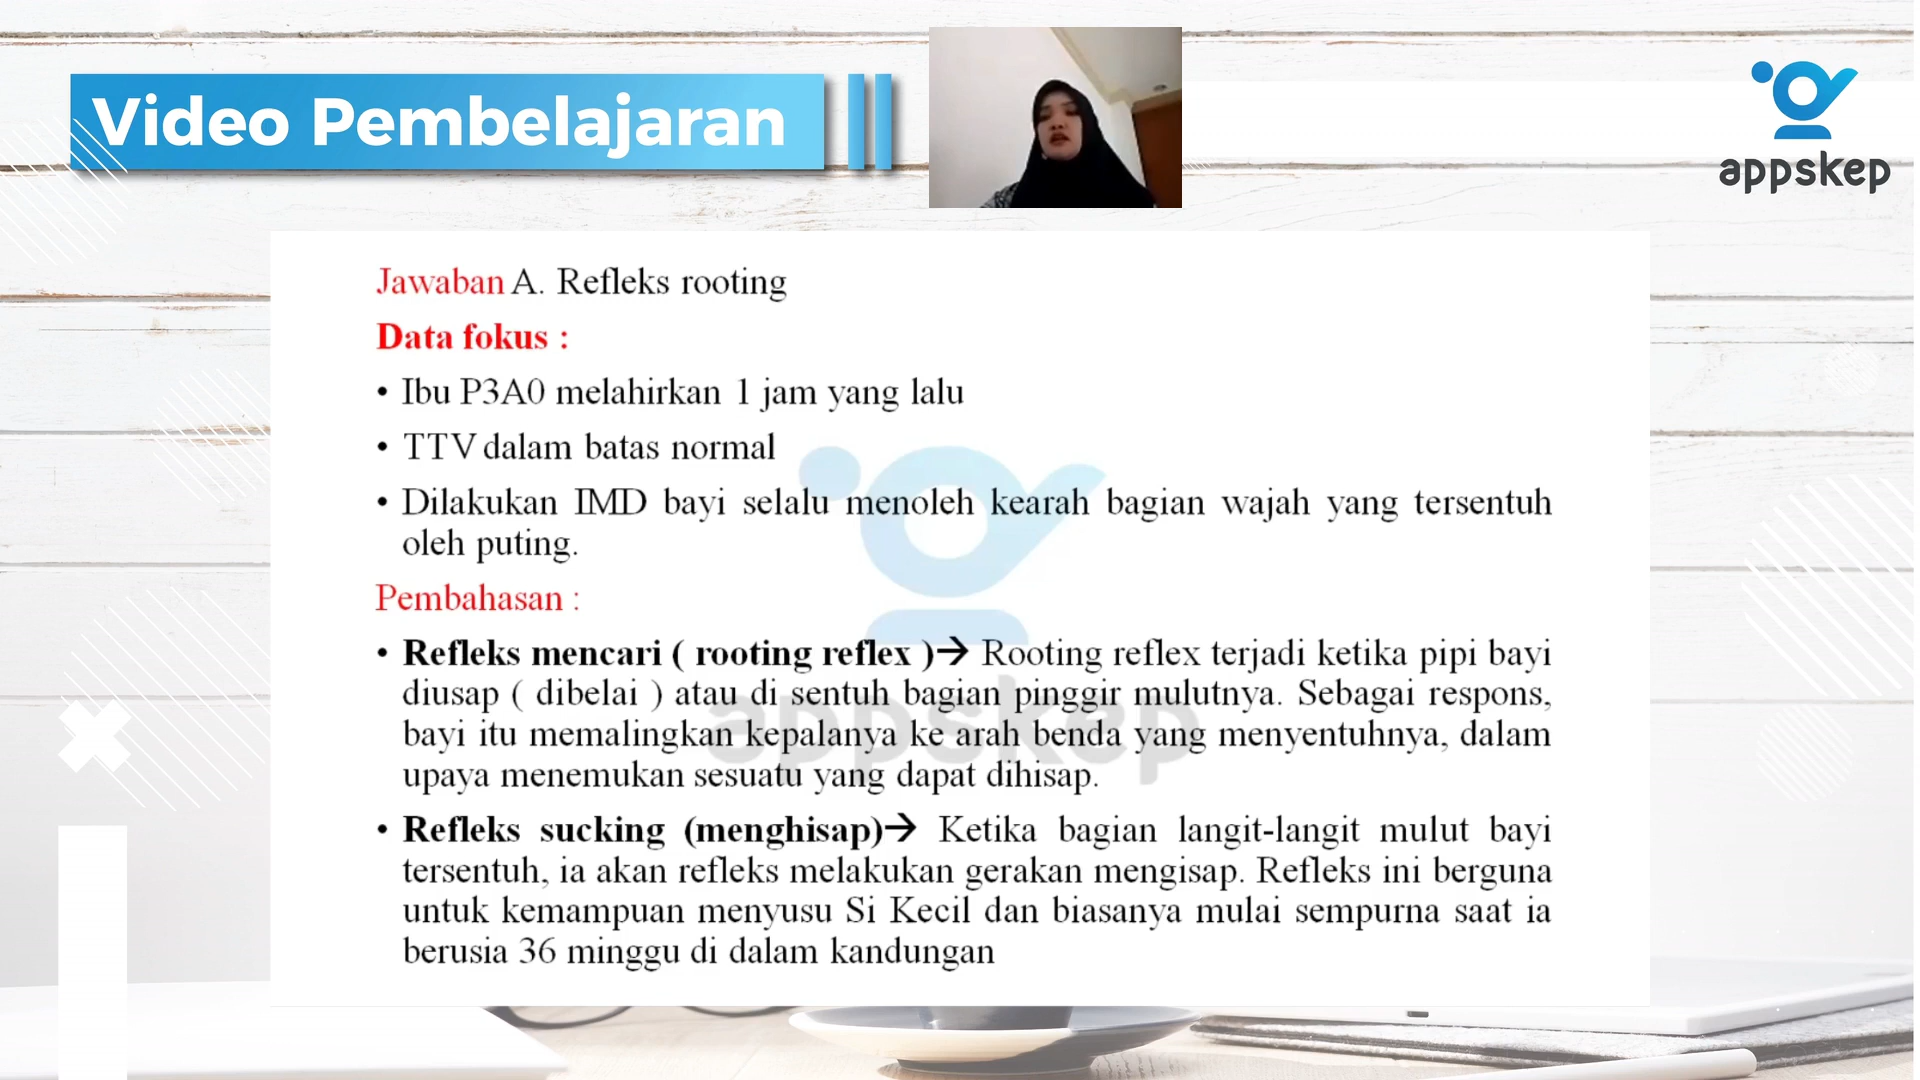 Video Pembelajaran
appskep
Jawaban A. Refleks rooting
Data fokus :
• Ibu P3A0 melahirkan 1 jam yang lalu
• TTV dalam batas normal
• Dilakukan IMD bayi selalu menoleh kearah bagian wajah yang tersentuh
oleh puting.
Pembahasan :
• Refleks mencari ( rooting reflex )→ Rooting reflex terjadi ketika pipi bayi
diusap ( dibelai ) atau di sentuh bagian pinggir mulutnya. Sebagai respons,
bayi itu memalingkan kepalanya ke arah benda yang menyentuhnya, dalam
upaya menemukan sesuatu yang dapat dihisap.
• Refleks sucking (menghisap)→ Ketika bagian langit-langit mulut bayi
tersentuh, ia akan refleks melakukan gerakan mengisap. Refleks ini berguna
untuk kemampuan menyusu Si Kecil dan biasanya mulai sempurna saat ia
berusia 36 minggu di dalam kandungan
appskep